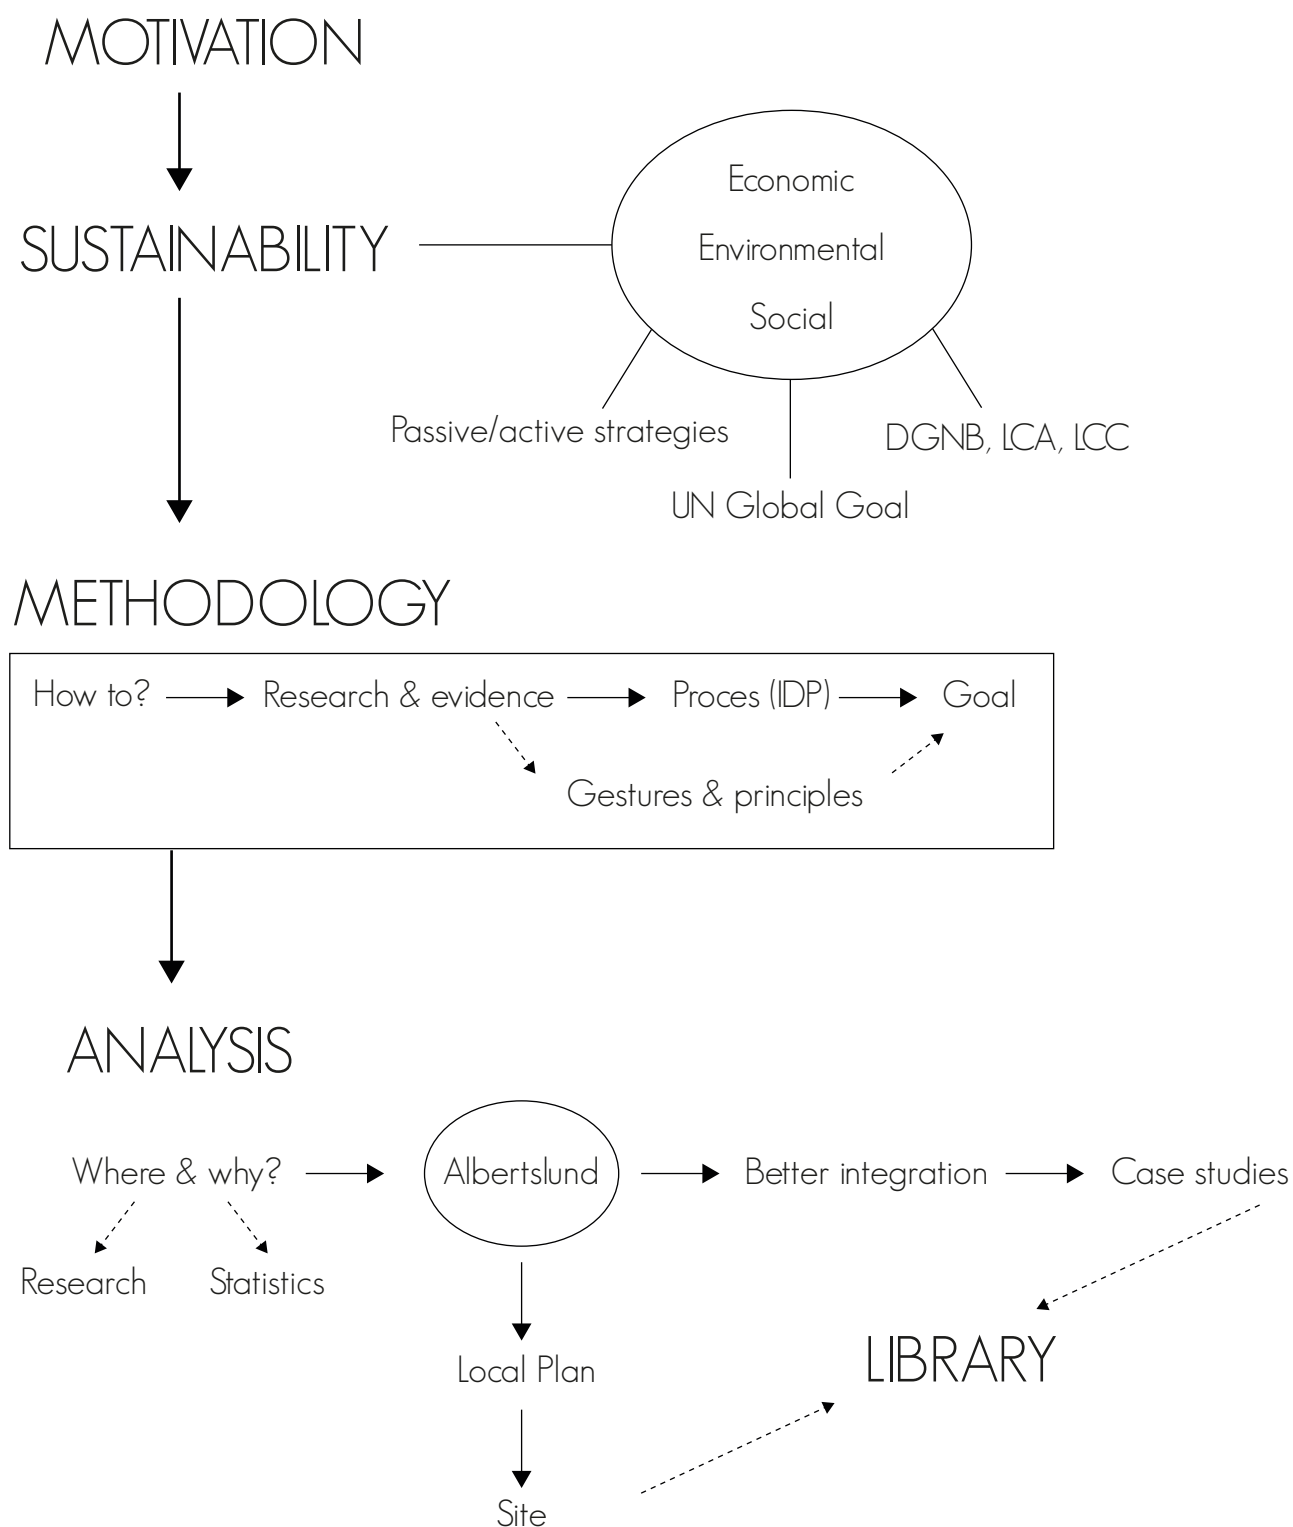 MOTIVATION
SUSTAINABILITY
Economic
Environmental
Social
Passive/active strategies
DGNB, LCA, LCC
UN Global Goal
METHODOLOGY
How to?
Research & evidence
Proces (IDP)
Goal
Gestures & principles
ANALYSIS
Where & why?
Albertslund
Better integration
Case studies
Research
Statistics
Local Plan
LIBRARY
Site